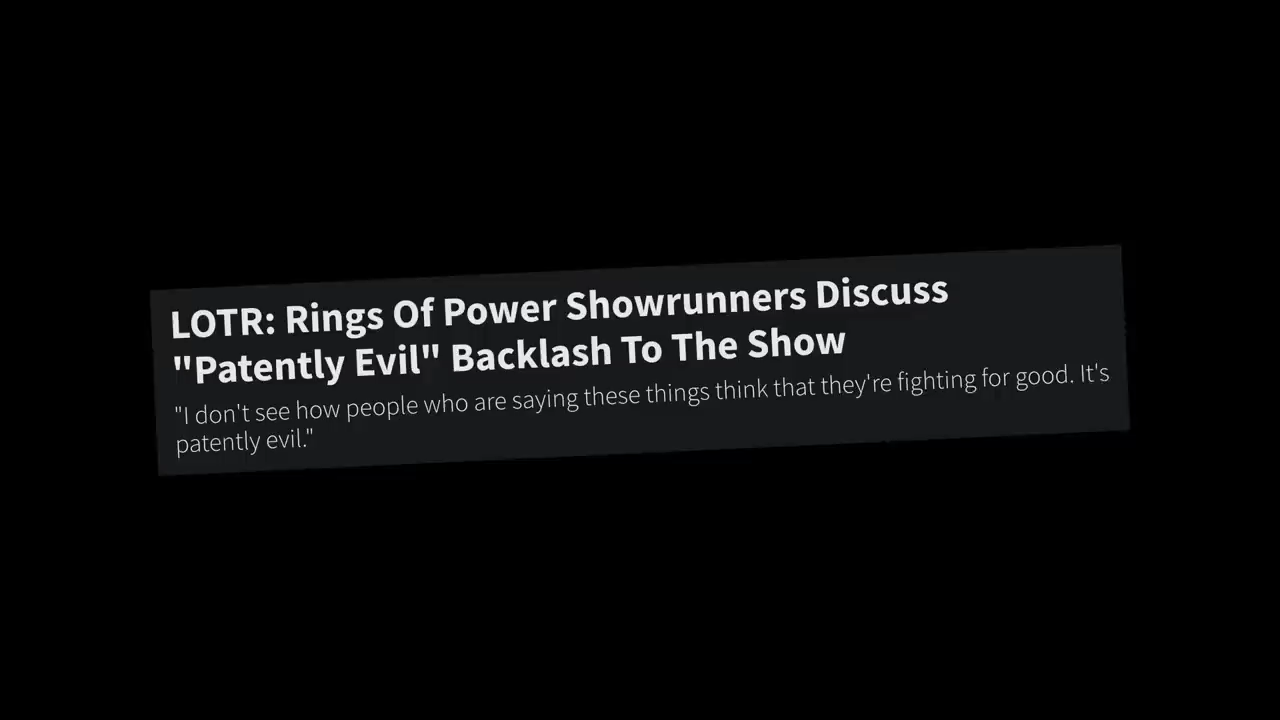 LOTR: Rings Of Power Showrunners Discuss
"Patently Evil" Backlash To The Show
"I don't see how people who are saying these things think that they're fighting for good. It's
patently evil."